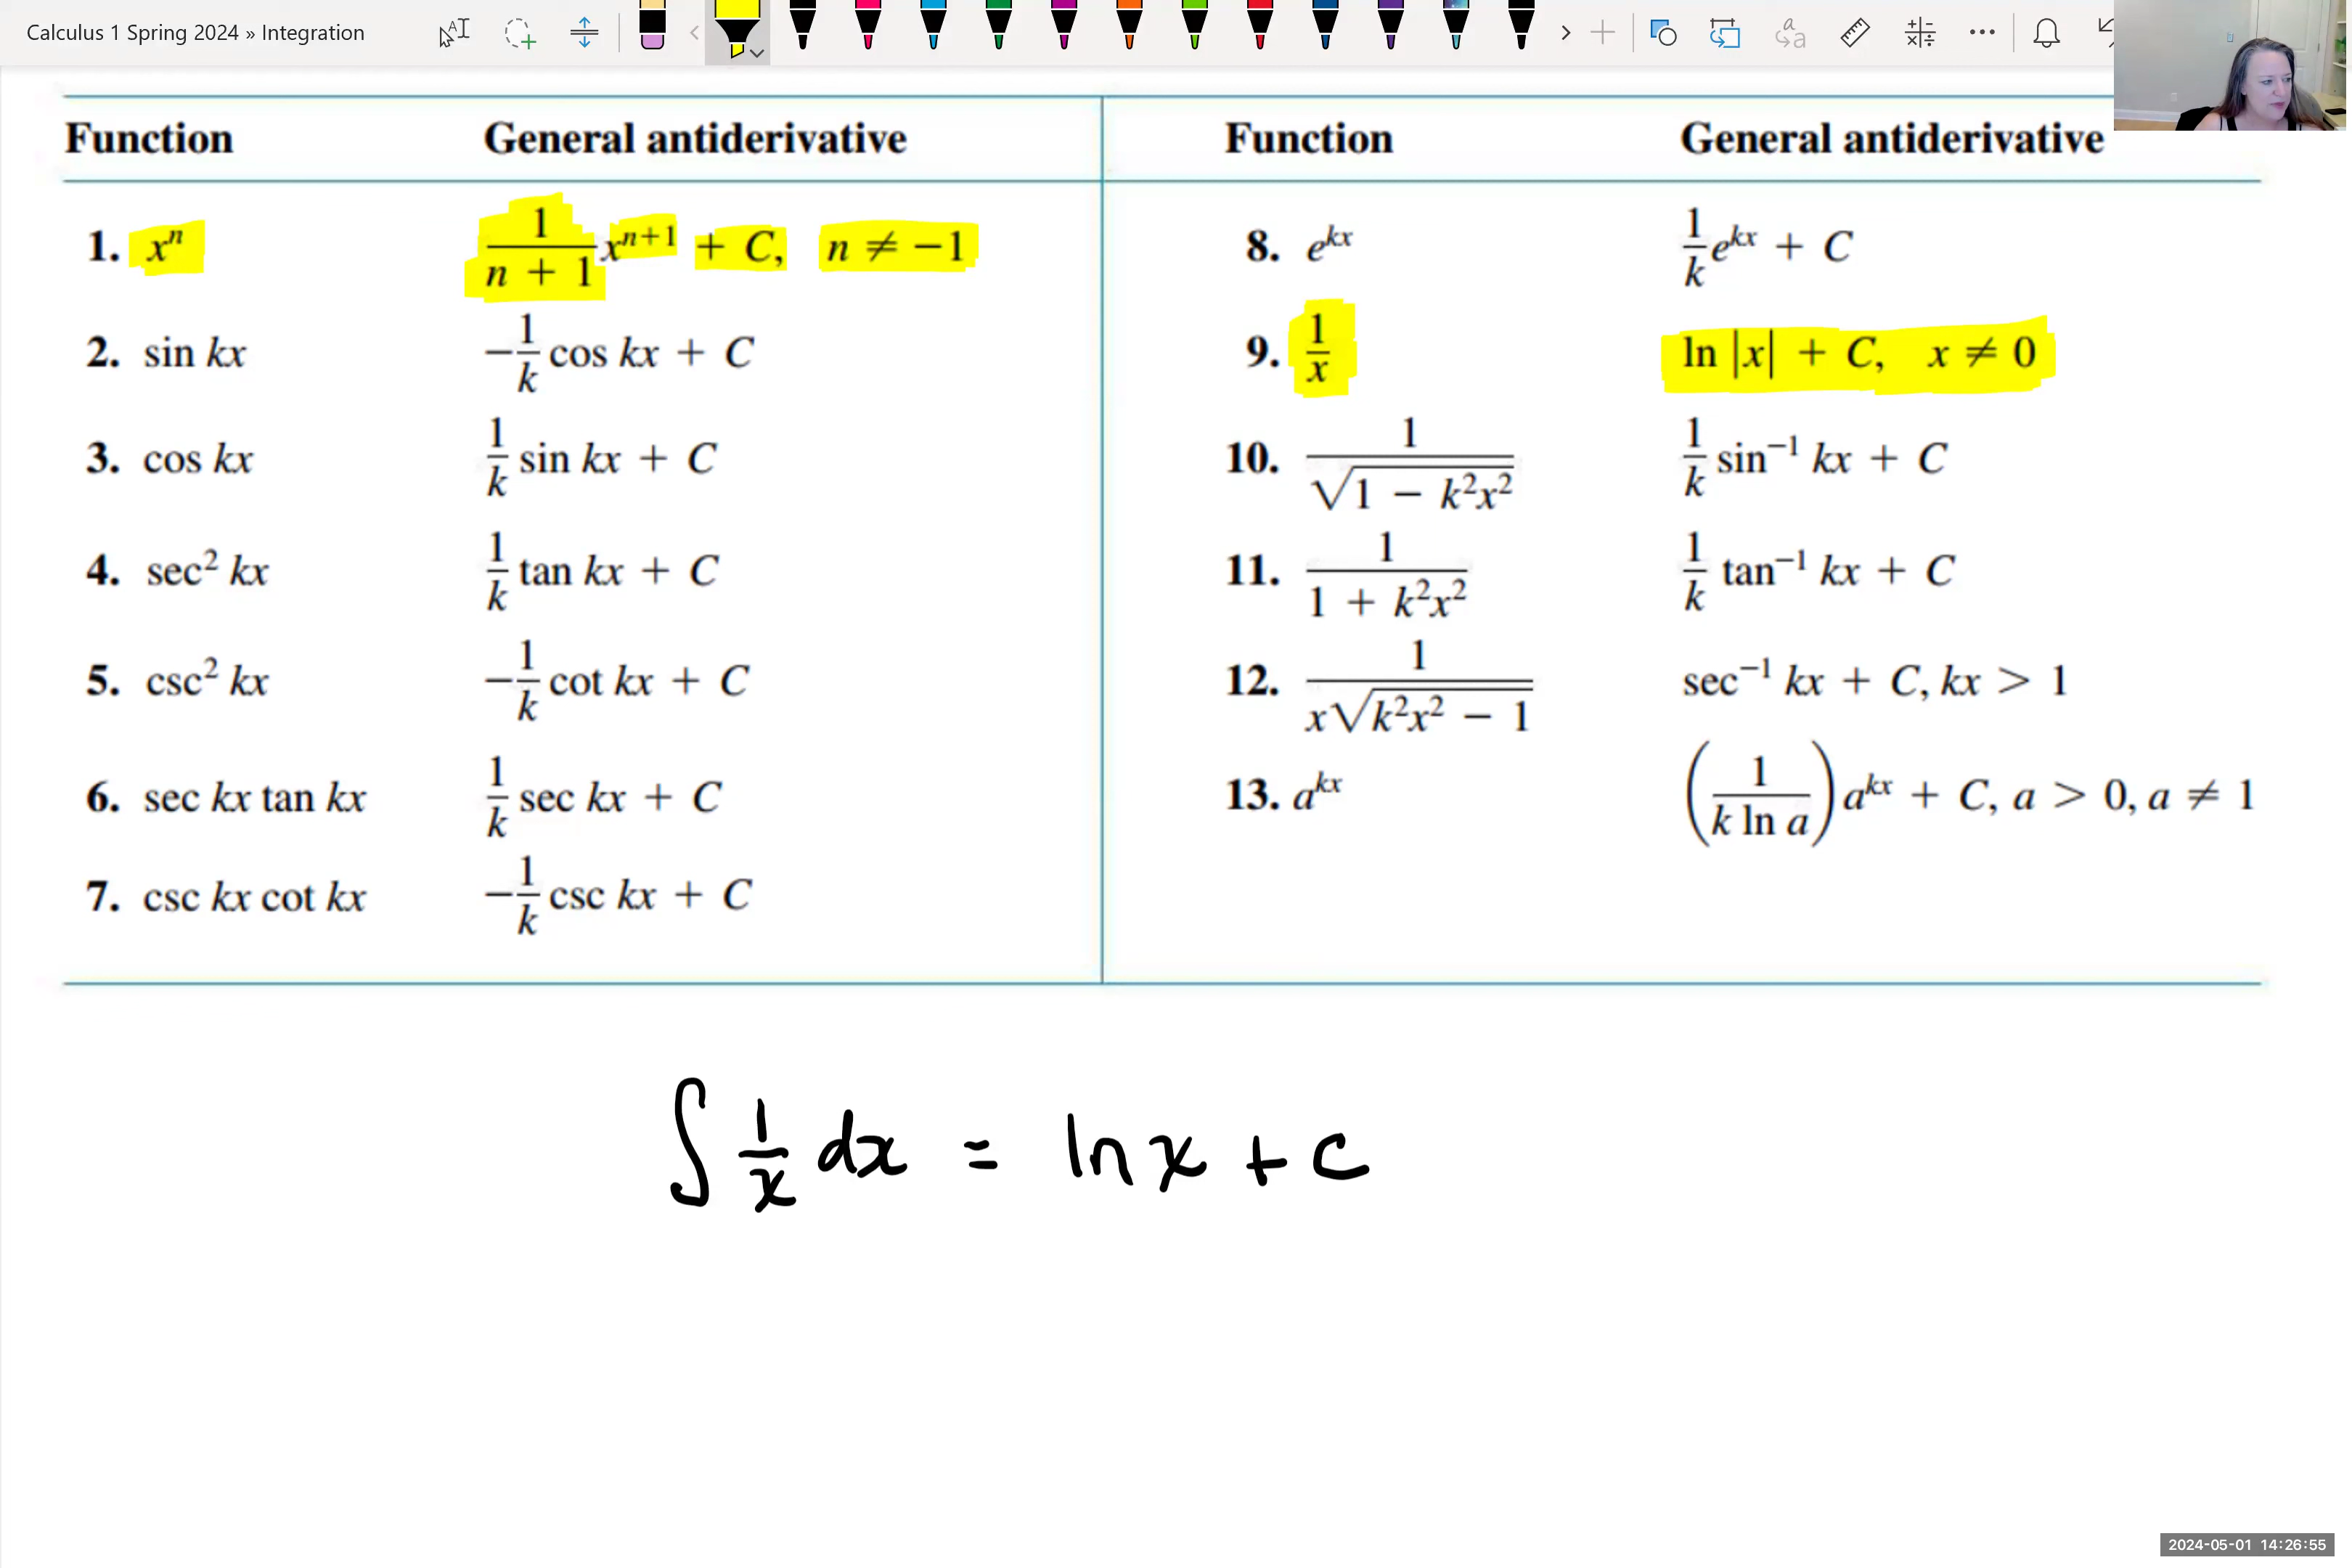 Calculus 1 Spring 2024 » Integration
Function General antiderivative
1. xⁿ 1/(n + 1) xⁿ⁺¹ + C, n ≠ −1
2. sin kx −1/k cos kx + C
3. cos kx 1/k sin kx + C
4. sec² kx 1/k tan kx + C
5. csc² kx −1/k cot kx + C
6. sec kx tan kx 1/k sec kx + C
7. csc kx cot kx −1/k csc kx + C
Function General antiderivative
8. eᵏˣ 1/k eᵏˣ + C
9. 1/x ln |x| + C, x ≠ 0
10. 1/√(1 − k²x²) 1/k sin⁻¹ kx + C
11. 1/(1 + k²x²) 1/k tan⁻¹ kx + C
12. 1/(x√(k²x² − 1)) sec⁻¹ kx + C, kx > 1
13. aᵏˣ (1/(k ln a)) aᵏˣ + C, a > 0, a ≠ 1
∫ 1/x dx = ln x + C
2024-05-01 14:26:55